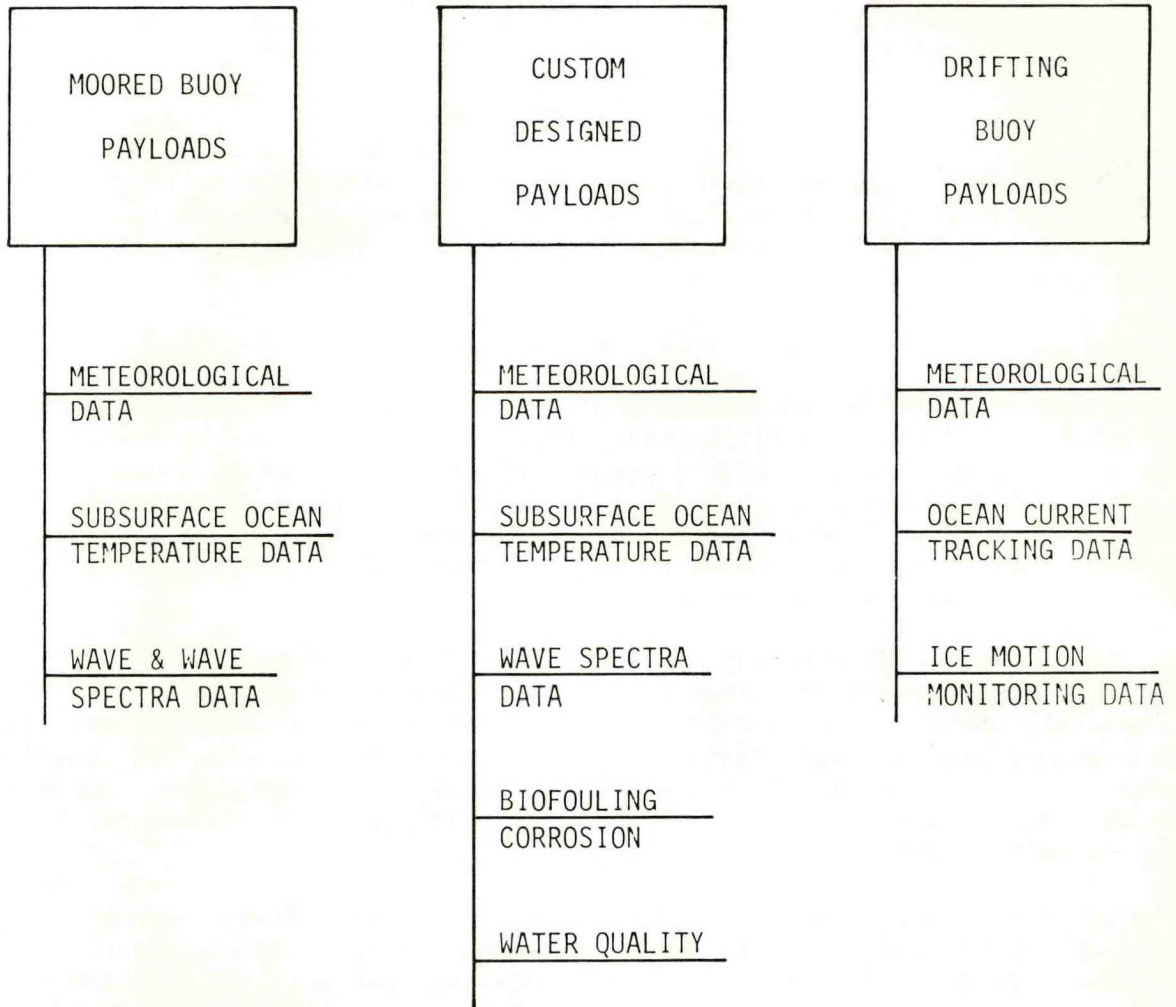 MOORED BUOY
PAYLOADS
METEOROLOGICAL
DATA
SUBSURFACE OCEAN
TEMPERATURE DATA
WAVE & WAVE
SPECTRA DATA
CUSTOM
DESIGNED
PAYLOADS
METEOROLOGICAL
DATA
SUBSURFACE OCEAN
TEMPERATURE DATA
WAVE SPECTRA
DATA
BIOFOULING
CORROSION
WATER QUALITY
DRIFTING
BUOY
PAYLOADS
METEOROLOGICAL
DATA
OCEAN CURRENT
TRACKING DATA
ICE MOTION
MONITORING DATA